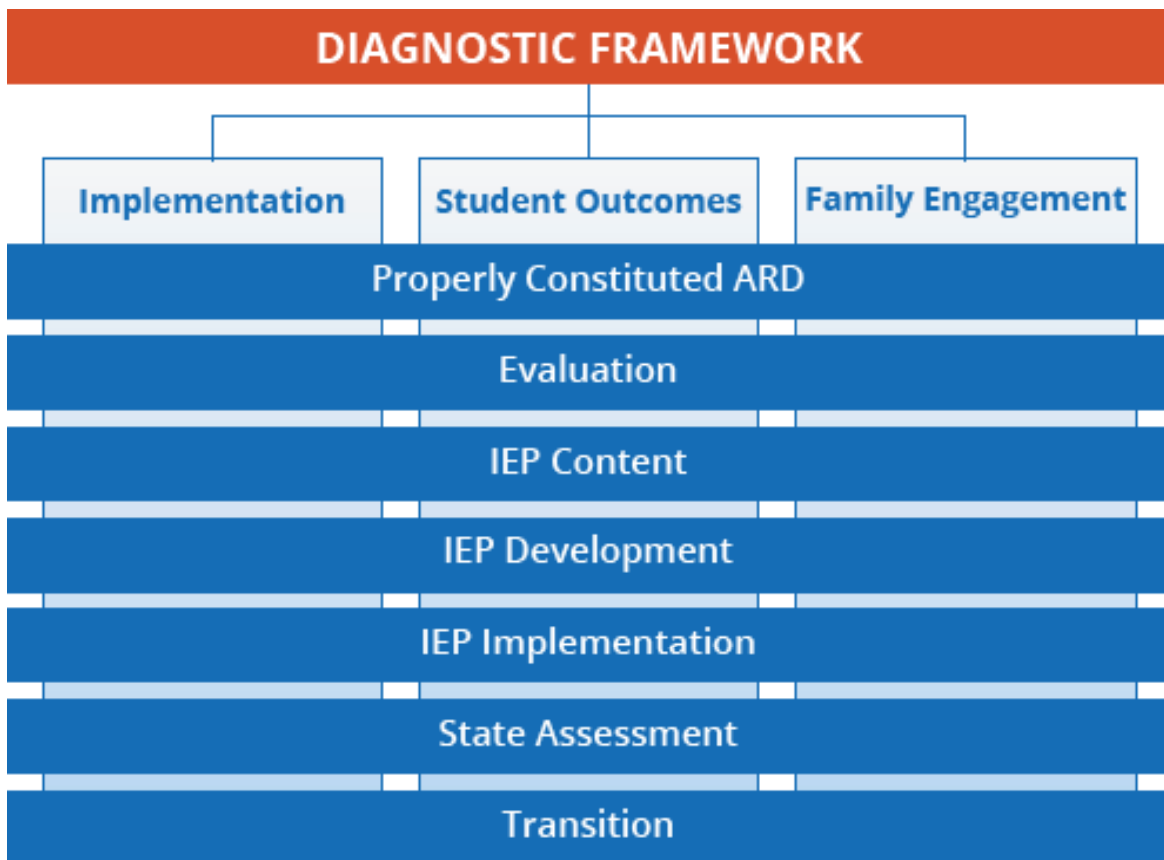 DIAGNOSTIC FRAMEWORK
Implementation
Student Outcomes
Family Engagement
Properly Constituted ARD
Evaluation
IEP Content
IEP Development
IEP Implementation
State Assessment
Transition